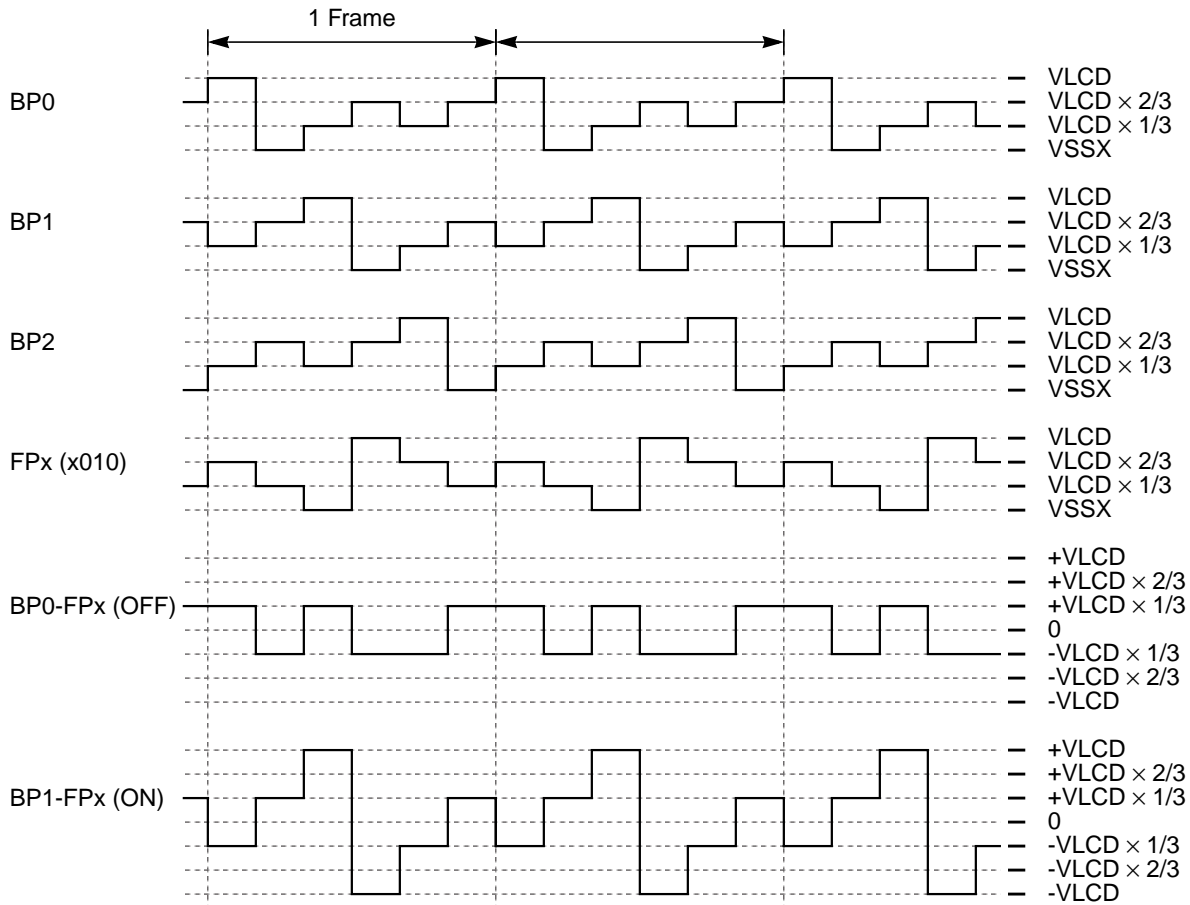 1 Frame
BP0
VLCD
VLCD × 2/3
VLCD × 1/3
VSSX
BP1
VLCD
VLCD × 2/3
VLCD × 1/3
VSSX
BP2
VLCD
VLCD × 2/3
VLCD × 1/3
VSSX
FPx (x010)
VLCD
VLCD × 2/3
VLCD × 1/3
VSSX
BP0-FPx (OFF)
+VLCD
+VLCD × 2/3
+VLCD × 1/3
0
-VLCD × 1/3
-VLCD × 2/3
-VLCD
BP1-FPx (ON)
+VLCD
+VLCD × 2/3
+VLCD × 1/3
0
-VLCD × 1/3
-VLCD × 2/3
-VLCD